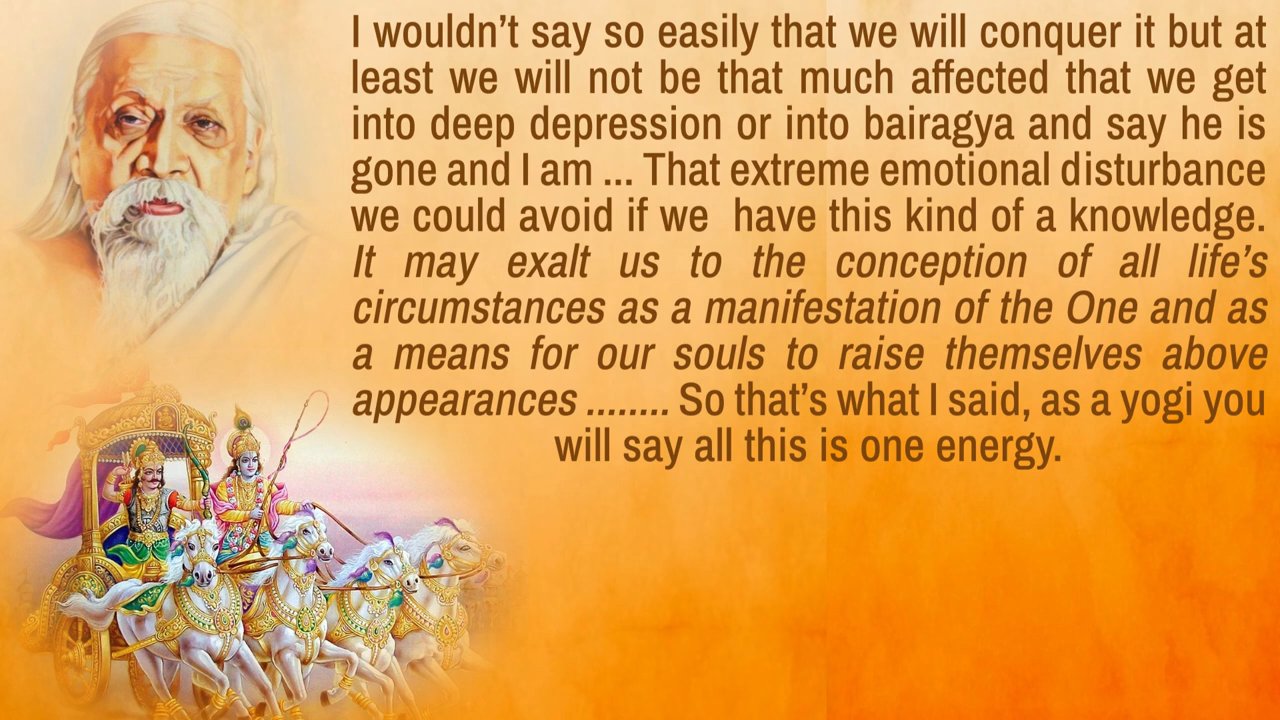 I wouldn’t say so easily that we will conquer it but at
least we will not be that much affected that we get
into deep depression or into bairagya and say he is
gone and I am ... That extreme emotional disturbance
we could avoid if we have this kind of a knowledge.
It may exalt us to the conception of all life’s
circumstances as a manifestation of the One and as
a means for our souls to raise themselves above
appearances ........ So that’s what I said, as a yogi you
will say all this is one energy.